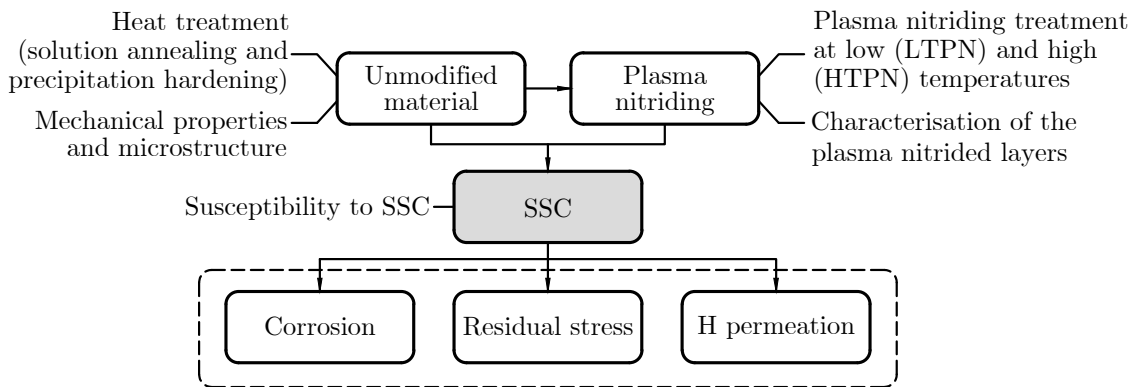 Heat treatment
(solution annealing and
precipitation hardening)
Mechanical properties
and microstructure
Unmodified
material
Plasma
nitriding
Plasma nitriding treatment
at low (LTPN) and high
(HTPN) temperatures
Characterisation of the
plasma nitrided layers
Susceptibility to SSC
SSC
Corrosion
Residual stress
H permeation